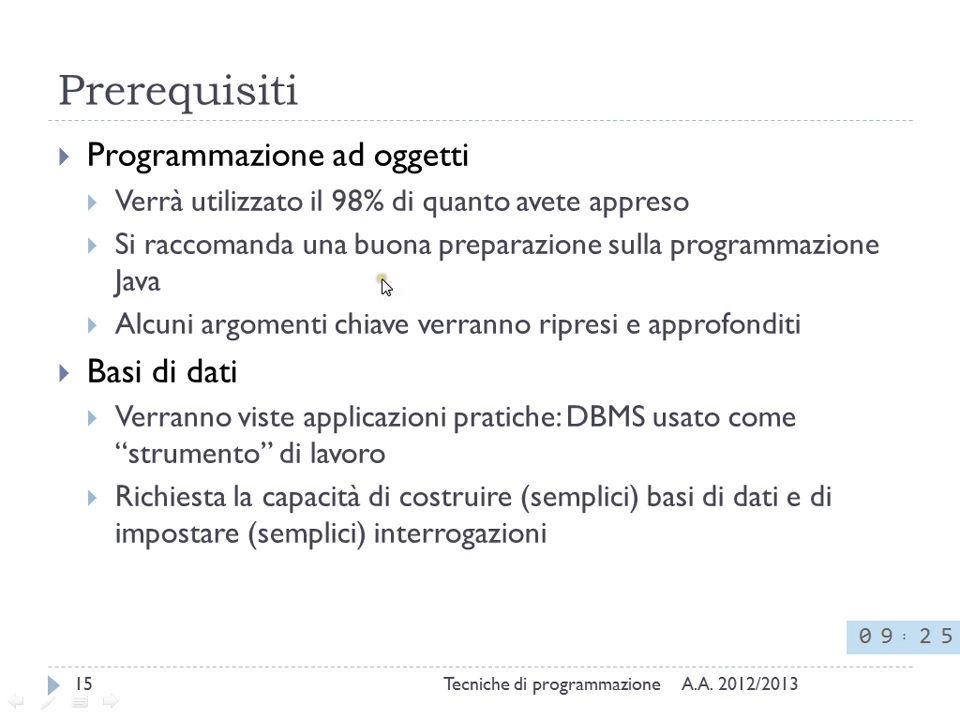 Prerequisiti
Programmazione ad oggetti
Verrà utilizzato il 98% di quanto avete appreso
Si raccomanda una buona preparazione sulla programmazione
Java
Alcuni argomenti chiave verranno ripresi e approfonditi
Basi di dati
Verranno viste applicazioni pratiche: DBMS usato come
“strumento” di lavoro
Richiesta la capacità di costruire (semplici) basi di dati e di
impostare (semplici) interrogazioni
09:25
15 Tecniche di programmazione A.A. 2012/2013